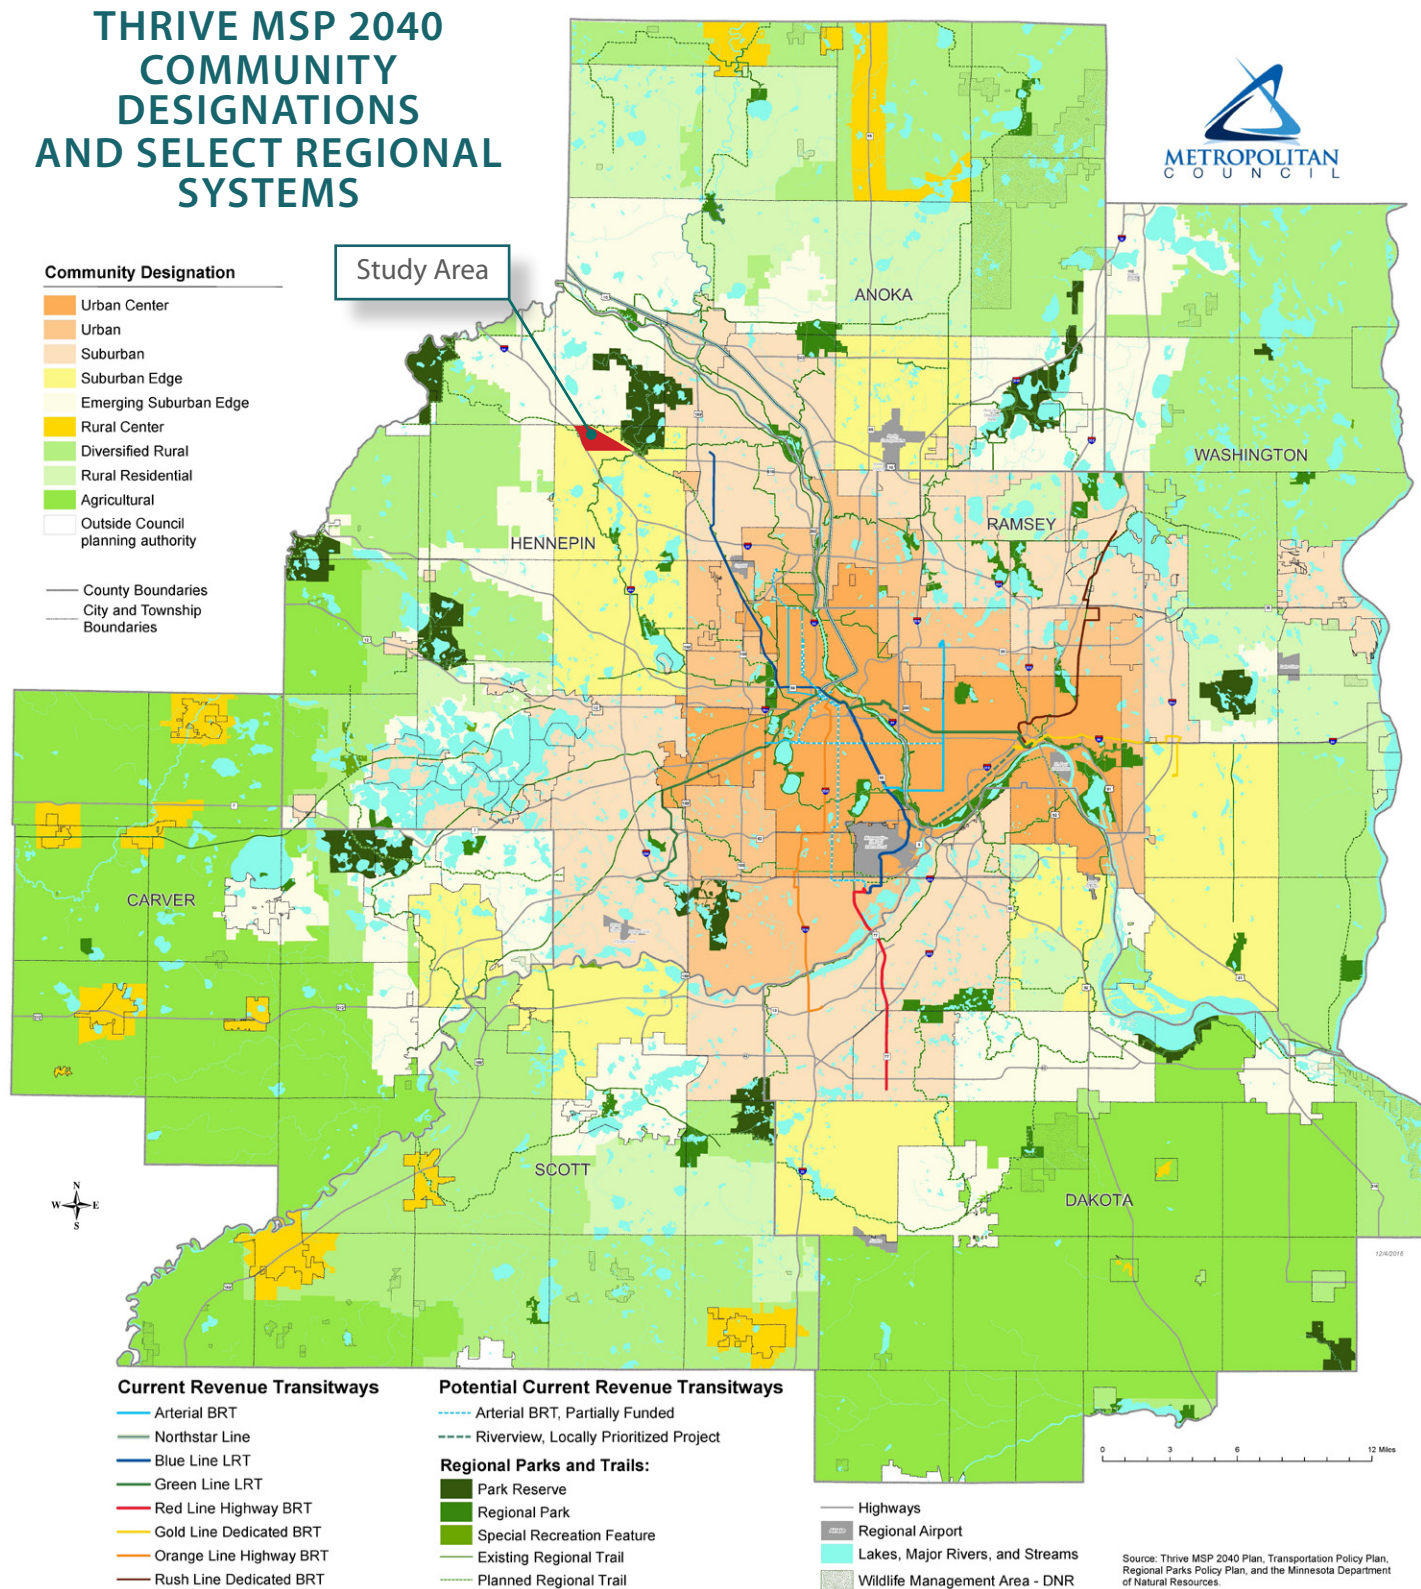 THRIVE MSP 2040
COMMUNITY
DESIGNATIONS
AND SELECT REGIONAL
SYSTEMS
METROPOLITAN
COUNCIL
Study Area
Community Designation
Urban Center
Urban
Suburban
Suburban Edge
Emerging Suburban Edge
Rural Center
Diversified Rural
Rural Residential
Agricultural
Outside Council
planning authority
County Boundaries
City and Township
Boundaries
ANOKA
WASHINGTON
RAMSEY
HENNEPIN
CARVER
SCOTT
DAKOTA
N
W E
S
12/4/2016
Current Revenue Transitways
Arterial BRT
Northstar Line
Blue Line LRT
Green Line LRT
Red Line Highway BRT
Gold Line Dedicated BRT
Orange Line Highway BRT
Rush Line Dedicated BRT
Potential Current Revenue Transitways
Arterial BRT, Partially Funded
Riverview, Locally Prioritized Project
Regional Parks and Trails:
Park Reserve
Regional Park
Special Recreation Feature
Existing Regional Trail
Planned Regional Trail
Highways
Regional Airport
Lakes, Major Rivers, and Streams
Wildlife Management Area - DNR
0 3 6 12 Miles
Source: Thrive MSP 2040 Plan, Transportation Policy Plan,
Regional Parks Policy Plan, and the Minnesota Department
of Natural Resources.